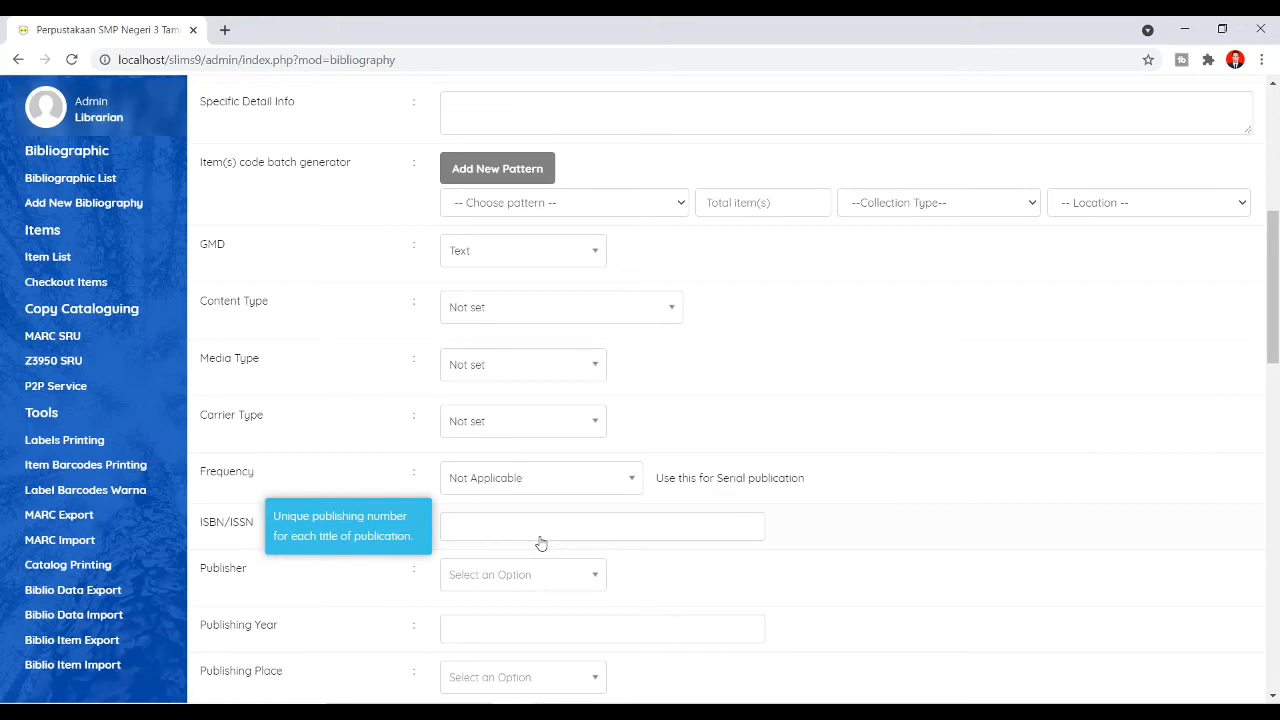 Perpustakaan SMP Negeri 3 Tam
localhost/slims9/admin/index.php?mod=bibliography
Admin
Librarian
Bibliographic
Bibliographic List
Add New Bibliography
Items
Item List
Checkout Items
Copy Cataloguing
MARC SRU
Z3950 SRU
P2P Service
Tools
Labels Printing
Item Barcodes Printing
Label Barcodes Warna
MARC Export
MARC Import
Catalog Printing
Biblio Data Export
Biblio Data Import
Biblio Item Export
Biblio Item Import
Specific Detail Info :
Item(s) code batch generator : Add New Pattern
-- Choose pattern -- Total item(s) --Collection Type-- -- Location --
GMD : Text
Content Type : Not set
Media Type : Not set
Carrier Type : Not set
Frequency : Not Applicable Use this for Serial publication
ISBN/ISSN
Unique publishing number
for each title of publication.
Publisher : Select an Option
Publishing Year :
Publishing Place : Select an Option